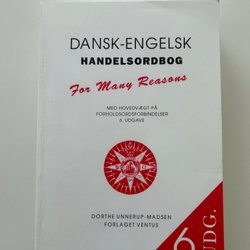 DANSK-ENGELSK
HANDELSORDBOG
For Many Reasons
MED HOVEDVÆGT PÅ
FORHOLDSORDSFORBINDELSER
6. UDGAVE
DORTHE UNNERUP-MADSEN
FORLAGET VENTUS
6
UDG.